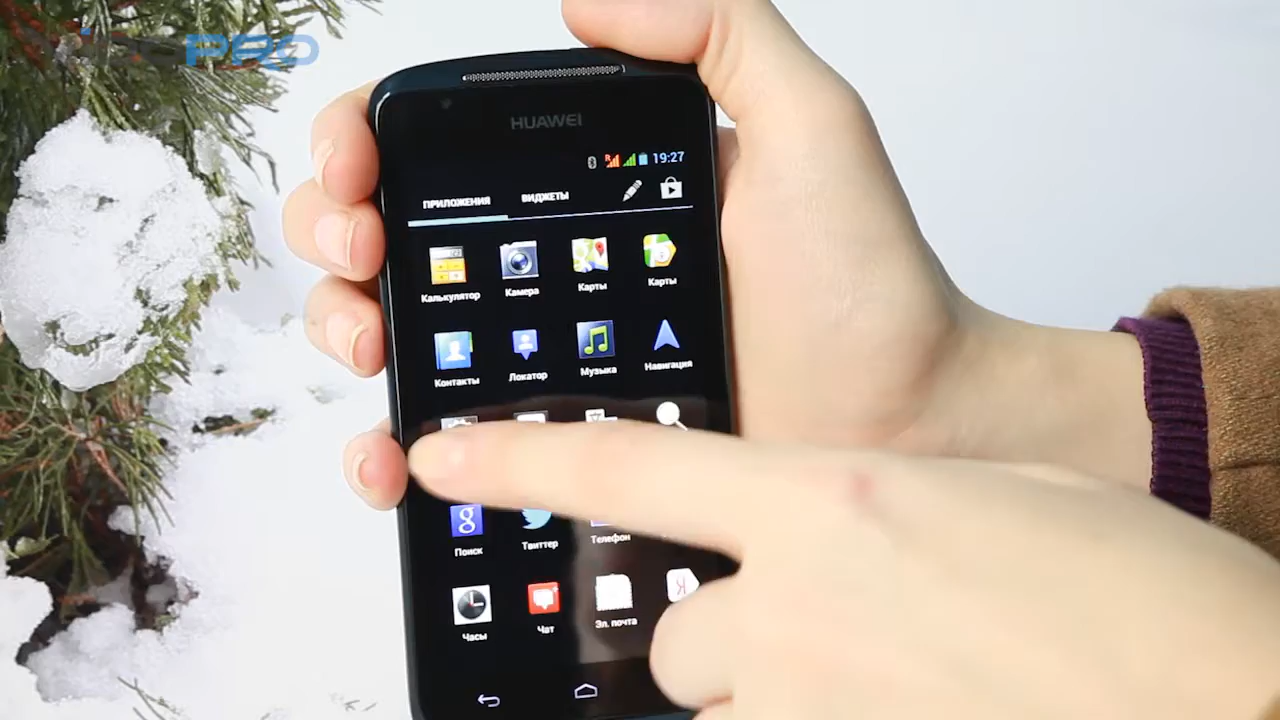 PRO
HUAWEI
19:27
ПРИЛОЖЕНИЯ ВИДЖЕТЫ
Калькулятор Камера Карты Карты
Контакты Локатор Музыка Навигация
Поиск Твиттер Телефон
Часы Чат Эл. почта